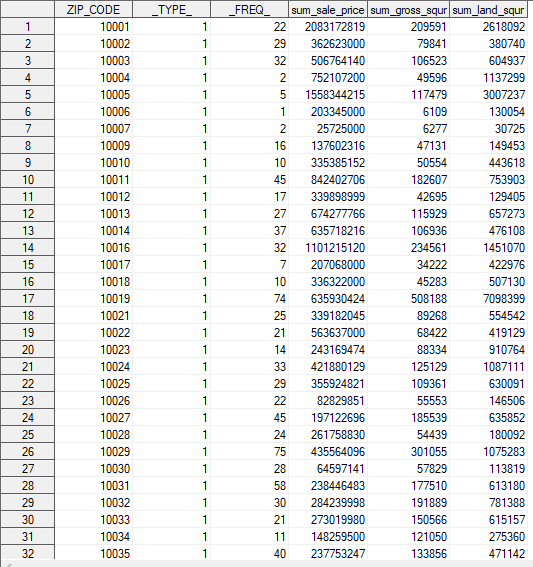 ZIP_CODE _TYPE_ _FREQ_ sum_sale_price sum_gross_squr sum_land_squr
1 10001 1 22 2083172819 209591 2618092
2 10002 1 29 362623000 79841 380740
3 10003 1 32 506764140 106523 604937
4 10004 1 2 752107200 49596 1137299
5 10005 1 29 1558344215 117479 3007237
6 10006 1 1 203345000 6109 130054
7 10007 1 2 25725000 6277 30725
8 10009 1 16 137602316 47131 149453
9 10010 1 10 335385152 50554 443618
10 10011 1 45 842402706 182607 753903
11 10012 1 17 339898999 42695 129405
12 10013 1 27 674277766 115929 657273
13 10014 1 37 635718216 106936 476108
14 10016 1 32 1101215120 234561 1451070
15 10017 1 7 207068000 34222 422976
16 10018 1 10 336322000 45283 507130
17 10019 1 74 635930424 508188 7098399
18 10021 1 25 339182045 89268 554542
19 10022 1 21 563637000 68422 419129
20 10023 1 14 243169474 88334 910764
21 10024 1 33 421880129 125129 1087111
22 10025 1 29 355924821 109361 630091
23 10026 1 22 82829851 55553 146506
24 10027 1 45 197122696 185539 635852
25 10028 1 24 261758830 54439 180092
26 10029 1 75 435564096 301055 1075283
27 10030 1 28 64597141 57829 113819
28 10031 1 58 238446483 177510 613180
29 10032 1 30 284239998 191889 781388
30 10033 1 21 273019980 150566 615157
31 10034 1 11 148259500 121050 275360
32 10035 1 40 237753247 133856 471142